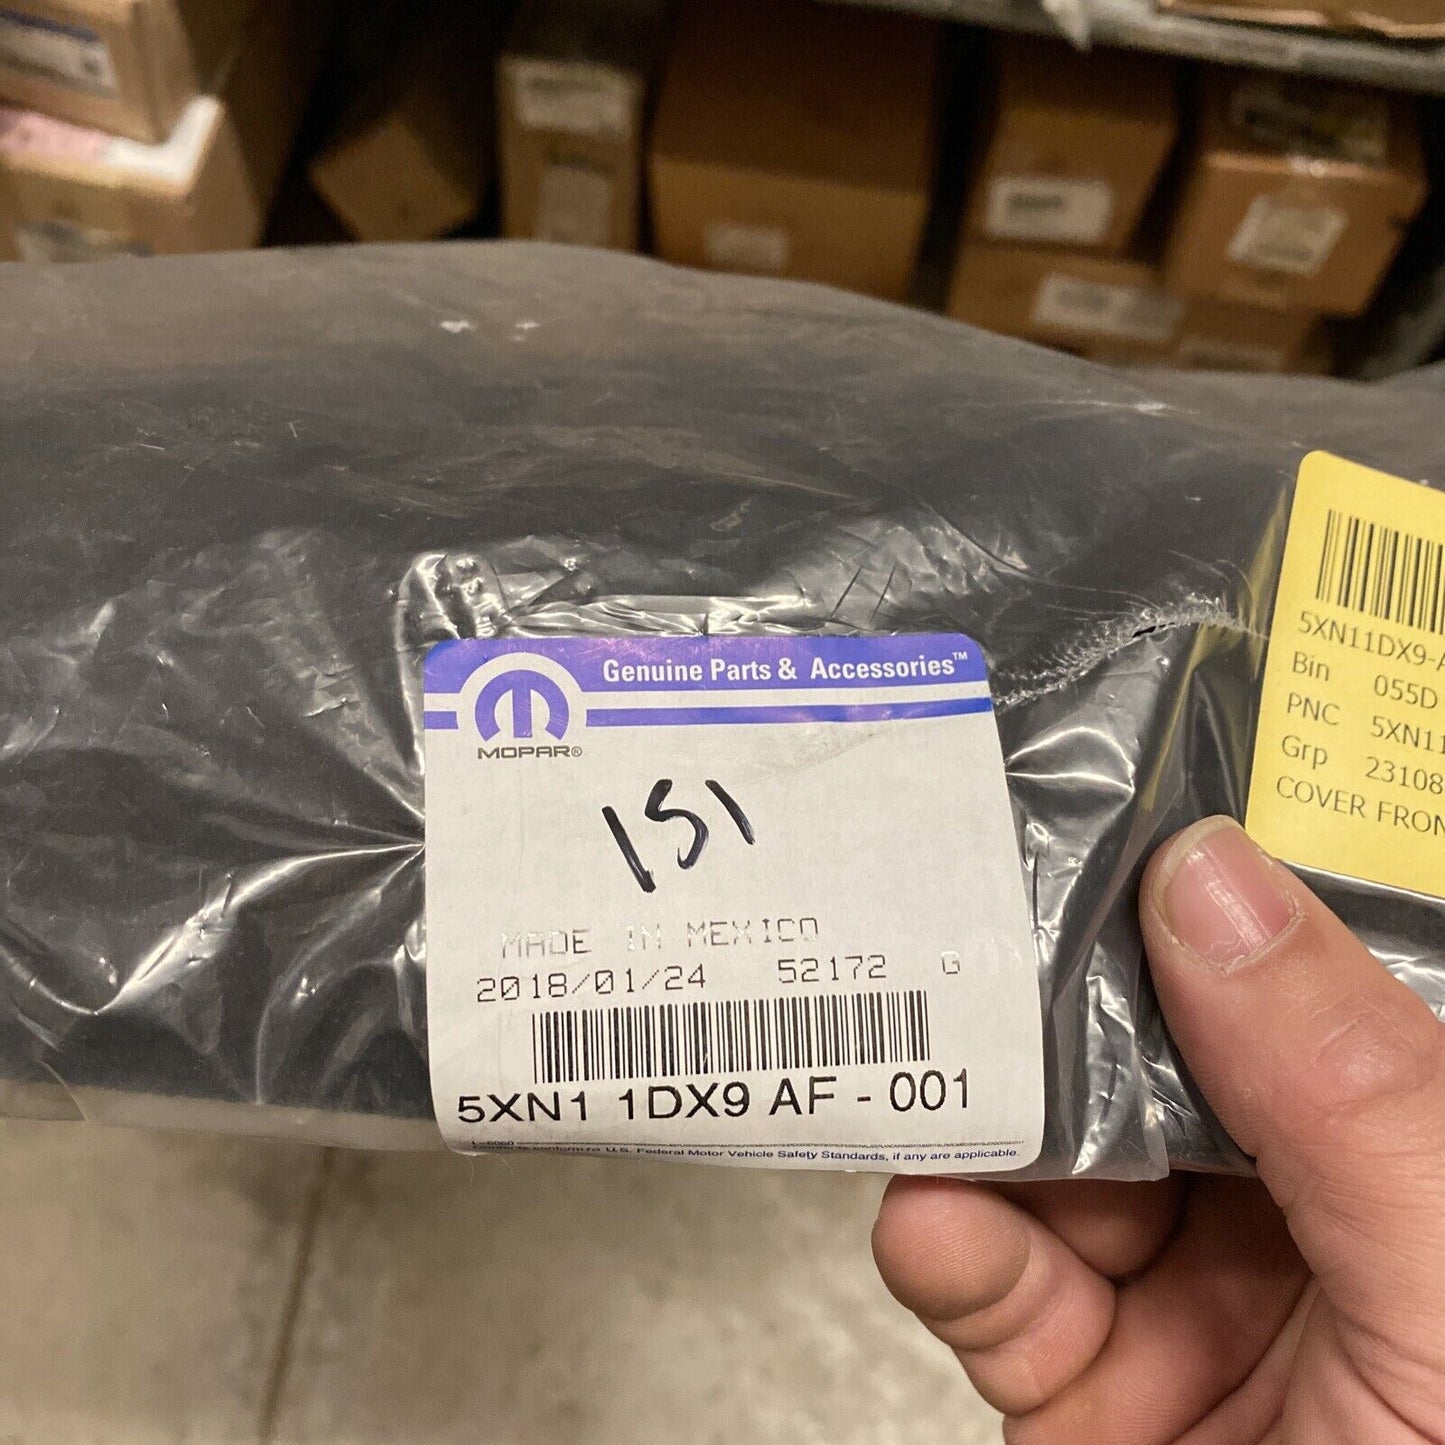 Genuine Parts & Accessories™
MOPAR®
151
MADE IN MEXICO
2018/01/24 52172 G
5XN1 1DX9 AF - 001
U.S. Federal Motor Vehicle Safety Standards, if any are applicable.
5XN11DX9-A
Bin 055D
PNC 5XN11
Grp 23108
COVER FRON